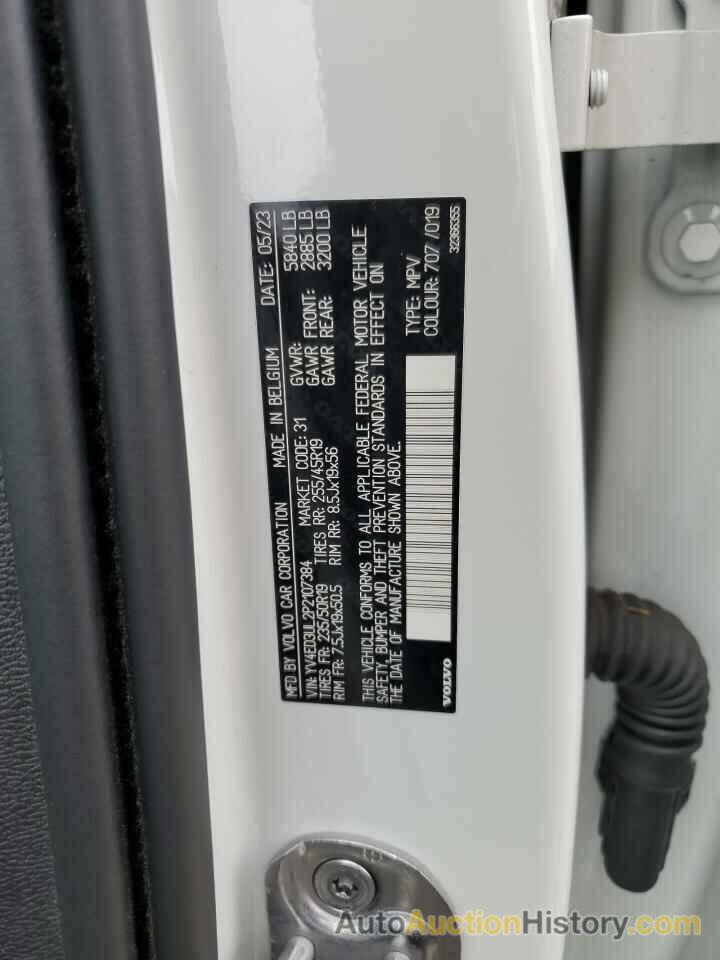 MFD BY VOLVO CAR CORPORATION MADE IN BELGIUM DATE: 05/23
VIN: YV4ED3UL2P2107384 MARKET CODE: 31 GVWR: 5840 LB
TIRES FR: 235/50R19 TIRES RR: 255/45R19 GAWR FRONT: 2885 LB
RIM FR: 7.5Jx19x50.5 RIM RR: 8.5Jx19x56 GAWR REAR: 3200 LB
THIS VEHICLE CONFORMS TO ALL APPLICABLE FEDERAL MOTOR VEHICLE
SAFETY, BUMPER AND THEFT PREVENTION STANDARDS IN EFFECT ON
THE DATE OF MANUFACTURE SHOWN ABOVE.
TYPE: MPV
COLOUR: 707 /019
VOLVO 32366355
AutoAuctionHistory.com